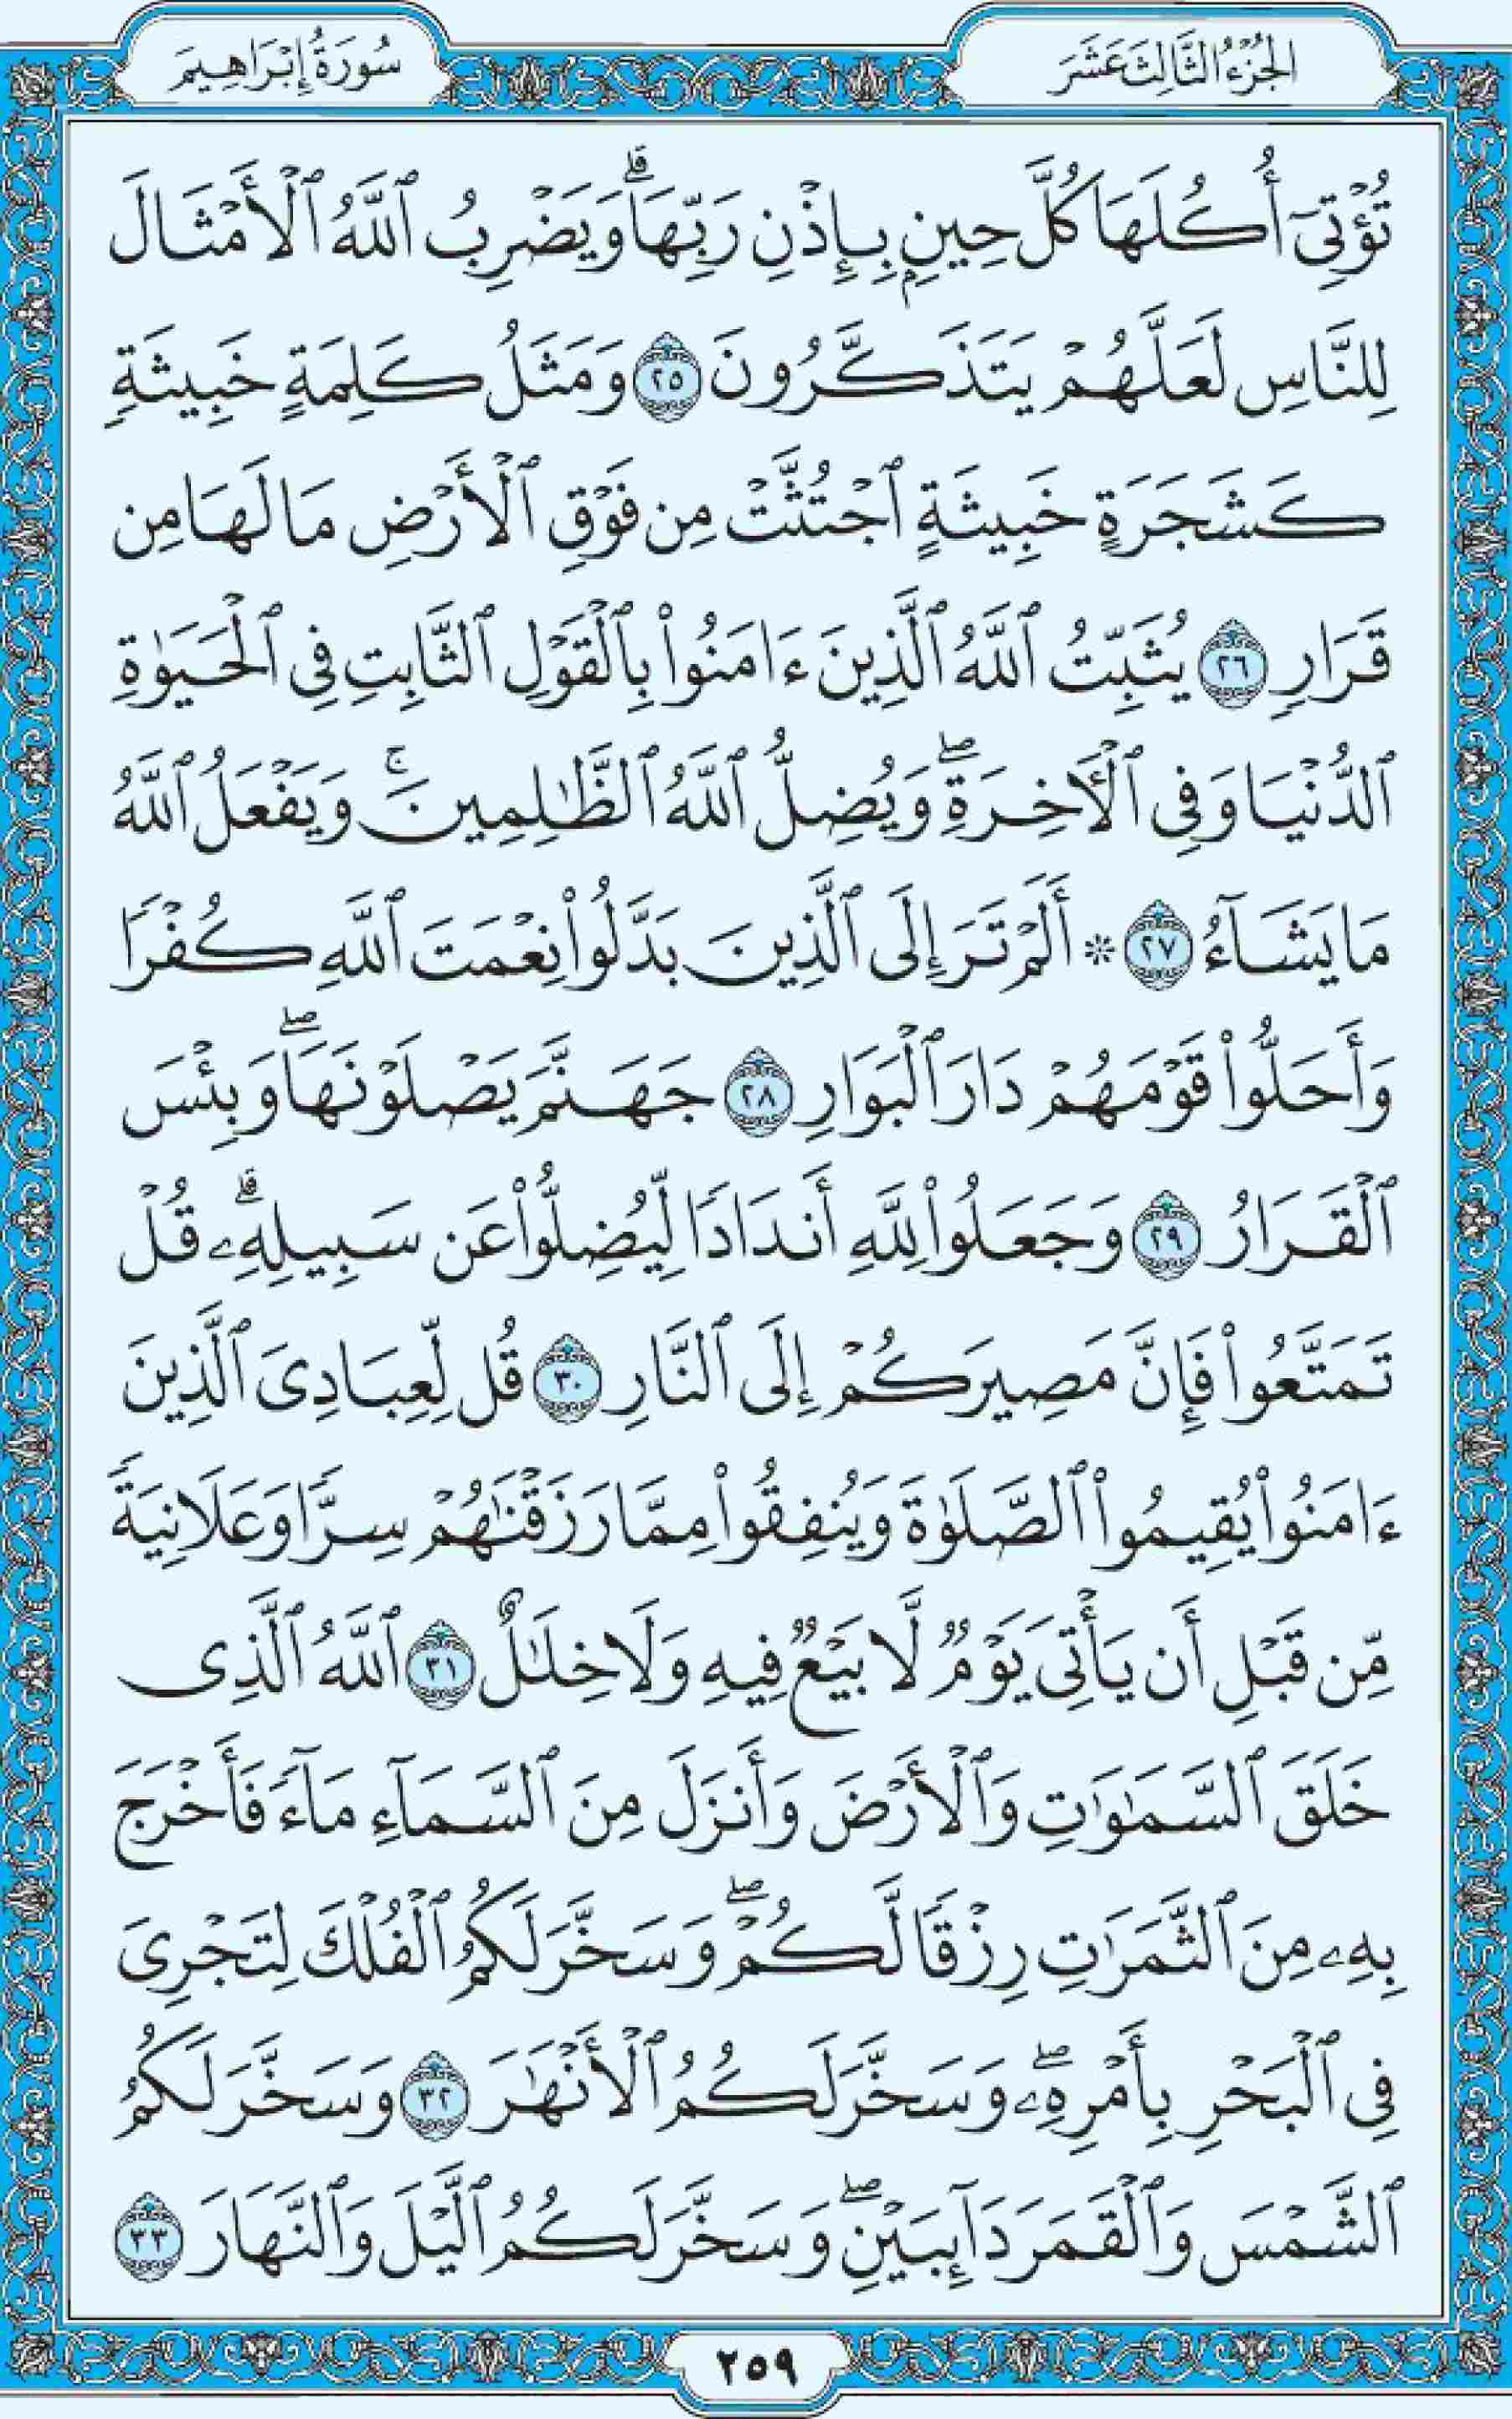 الجُزْءُ الثَّالِثَ عَشَرَ
سُورَةُ إِبْرَاهِيمَ
تُؤْتِىٓ أُكُلَهَا كُلَّ حِينِۭ بِإِذْنِ رَبِّهَاۗ وَيَضْرِبُ ٱللَّهُ ٱلْأَمْثَالَ
لِلنَّاسِ لَعَلَّهُمْ يَتَذَكَّرُونَ ٢٥ وَمَثَلُ كَلِمَةٍ خَبِيثَةٖ
كَشَجَرَةٍ خَبِيثَةٍ ٱجْتُثَّتْ مِن فَوْقِ ٱلْأَرْضِ مَا لَهَا مِن
قَرَارٖ ٢٦ يُثَبِّتُ ٱللَّهُ ٱلَّذِينَ ءَامَنُوا۟ بِٱلْقَوْلِ ٱلثَّابِتِ فِى ٱلْحَيَوٰةِ
ٱلدُّنْيَا وَفِى ٱلْأَخِرَةِۖ وَيُضِلُّ ٱللَّهُ ٱلظَّٰلِمِينَۚ وَيَفْعَلُ ٱللَّهُ
مَا يَشَآءُ ٢٧ ۞ أَلَمْ تَرَ إِلَى ٱلَّذِينَ بَدَّلُوا۟ نِعْمَتَ ٱللَّهِ كُفْرٗا
وَأَحَلُّوا۟ قَوْمَهُمْ دَارَ ٱلْبَوَارِ ٢٨ جَهَنَّمَ يَصْلَوْنَهَاۖ وَبِئْسَ
ٱلْقَرَارُ ٢٩ وَجَعَلُوا۟ لِلَّهِ أَندَادٗا لِّيُضِلُّوا۟ عَن سَبِيلِهِۦۗ قُلْ
تَمَتَّعُوا۟ فَإِنَّ مَصِيرَكُمْ إِلَى ٱلنَّارِ ٣٠ قُل لِّعِبَادِىَ ٱلَّذِينَ
ءَامَنُوا۟ يُقِيمُوا۟ ٱلصَّلَوٰةَ وَيُنفِقُوا۟ مِمَّا رَزَقْنَٰهُمْ سِرّٗا وَعَلَانِيَةٗ
مِّن قَبْلِ أَن يَأْتِىَ يَوْمٞ لَّا بَيْعٞ فِيهِ وَلَا خِلَٰلٌ ٣١ ٱللَّهُ ٱلَّذِى
خَلَقَ ٱلسَّمَٰوَٰتِ وَٱلْأَرْضَ وَأَنزَلَ مِنَ ٱلسَّمَآءِ مَآءٗ فَأَخْرَجَ
بِهِۦ مِنَ ٱلثَّمَرَٰتِ رِزْقٗا لَّكُمْۖ وَسَخَّرَ لَكُمُ ٱلْفُلْكَ لِتَجْرِىَ
فِى ٱلْبَحْرِ بِأَمْرِهِۦۖ وَسَخَّرَ لَكُمُ ٱلْأَنْهَٰرَ ٣٢ وَسَخَّرَ لَكُمُ
ٱلشَّمْسَ وَٱلْقَمَرَ دَآئِبَيْنِۖ وَسَخَّرَ لَكُمُ ٱلَّيْلَ وَٱلنَّهَارَ ٣٣
٢٥٩